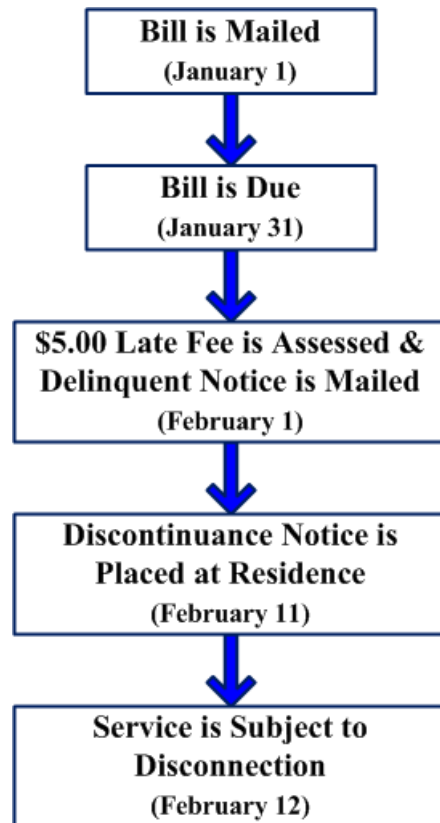 Bill is Mailed
(January 1)
Bill is Due
(January 31)
$5.00 Late Fee is Assessed &
Delinquent Notice is Mailed
(February 1)
Discontinuance Notice is
Placed at Residence
(February 11)
Service is Subject to
Disconnection
(February 12)